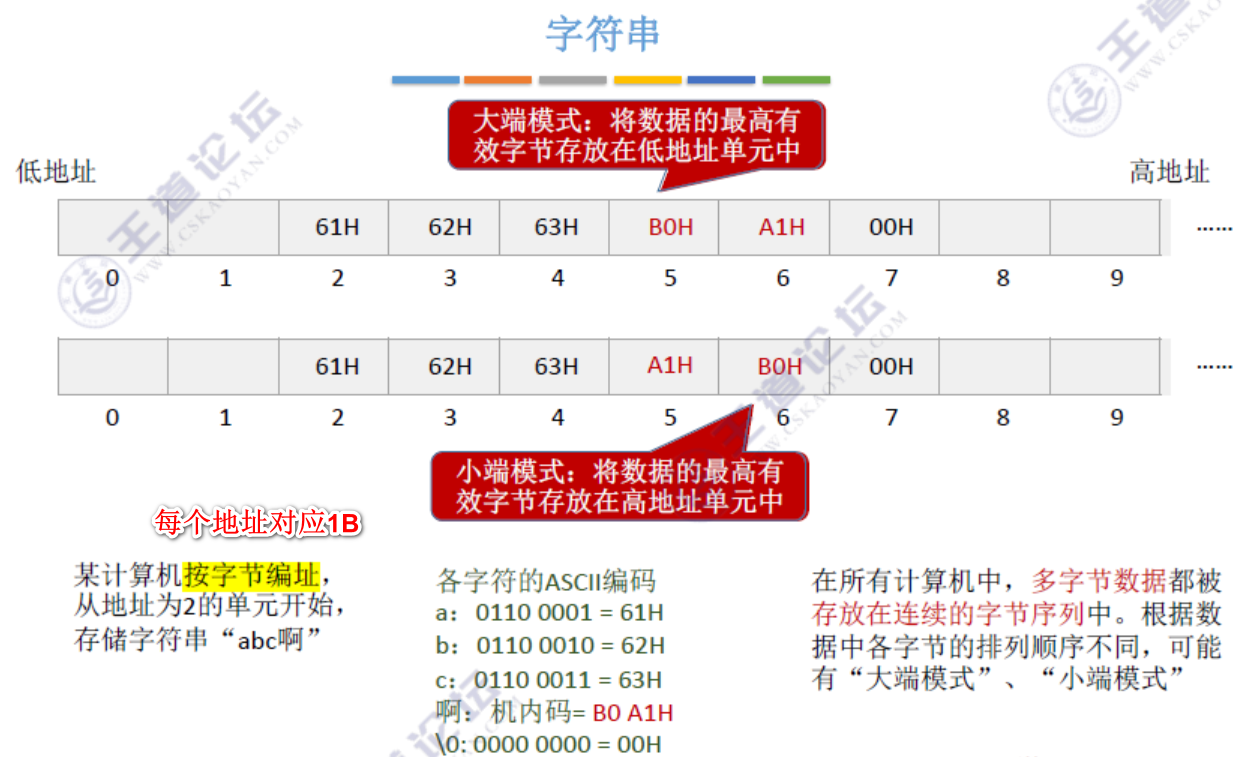 字符串
大端模式：将数据的最高有
效字节存放在低地址单元中
低地址
高地址
61H 62H 63H B0H A1H 00H ……
0 1 2 3 4 5 6 7 8 9
61H 62H 63H A1H B0H 00H ……
0 1 2 3 4 5 6 7 8 9
小端模式：将数据的最高有
效字节存放在高地址单元中
每个地址对应1B
某计算机按字节编址，
从地址为2的单元开始，
存储字符串“abc啊”
各字符的ASCII编码
a：0110 0001 = 61H
b：0110 0010 = 62H
c：0110 0011 = 63H
啊：机内码= B0 A1H
\0: 0000 0000 = 00H
在所有计算机中，多字节数据都被
存放在连续的字节序列中。根据数
据中各字节的排列顺序不同，可能
有“大端模式”、“小端模式”
王道论坛
WWW.CSKAOYAN.COM